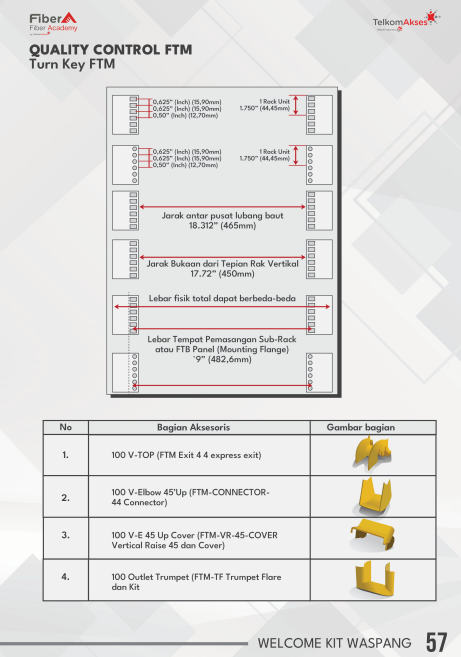 Fiber
Fiber Academy
TelkomAkses
QUALITY CONTROL FTM
Turn Key FTM
0,625" (Inch) (15,90mm)
0,625" (Inch) (15,90mm)
0,50" (Inch) (12,70mm)
1 Rack Unit
1.750" (44,45mm)
0,625" (Inch) (15,90mm)
0,625" (Inch) (15,90mm)
0,50" (Inch) (12,70mm)
1 Rack Unit
1.750" (44,45mm)
Jarak antar pusat lubang baut
18.312" (465mm)
Jarak Bukaan dari Tepian Rak Vertikal
17.72" (450mm)
Lebar fisik total dapat berbeda-beda
Lebar Tempat Pemasangan Sub-Rack
atau FTB Panel (Mounting Flange)
`9" (482,6mm)
No Bagian Aksesoris Gambar bagian
1. 100 V-TOP (FTM Exit 4 4 express exit)
2. 100 V-Elbow 45'Up (FTM-CONNECTOR-
44 Connector)
3. 100 V-E 45 Up Cover (FTM-VR-45-COVER
Vertical Raise 45 dan Cover)
4. 100 Outlet Trumpet (FTM-TF Trumpet Flare
dan Kit
WELCOME KIT WASPANG 57